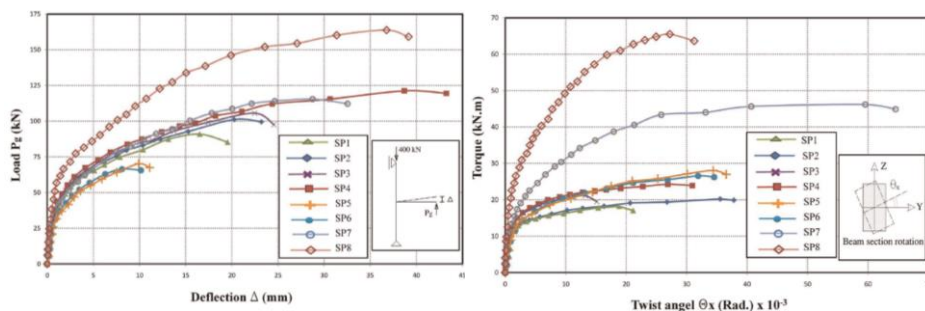 175
150
125
100
75
50
25
0
Load Pg (kN)
0 5 10 15 20 25 30 35 40 45
Deflection Δ (mm)
SP1
SP2
SP3
SP4
SP5
SP6
SP7
SP8
400 kN
Pg
Δ
70
60
50
40
30
20
10
0
Torque (kN.m)
0 10 20 30 40 50 60 70
Twist angel Θx (Rad.) x 10-3
SP1
SP2
SP3
SP4
SP5
SP6
SP7
SP8
Z
Θx
Y
Beam section rotation